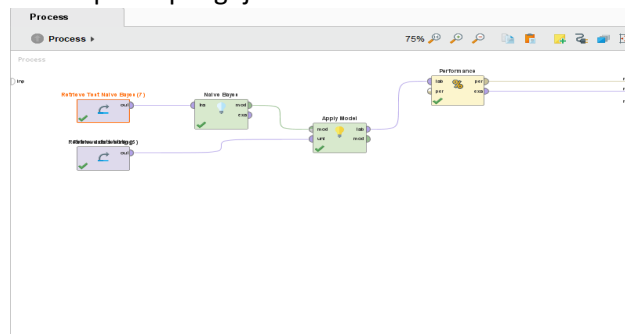 Process
Process
75%
Process
Performance
lab
per
per
exa
Retrieve Text Naive Bayes (7)
Naive Bayes
out
tra
mod
exa
Apply Model
mod
lab
unl
mod
out